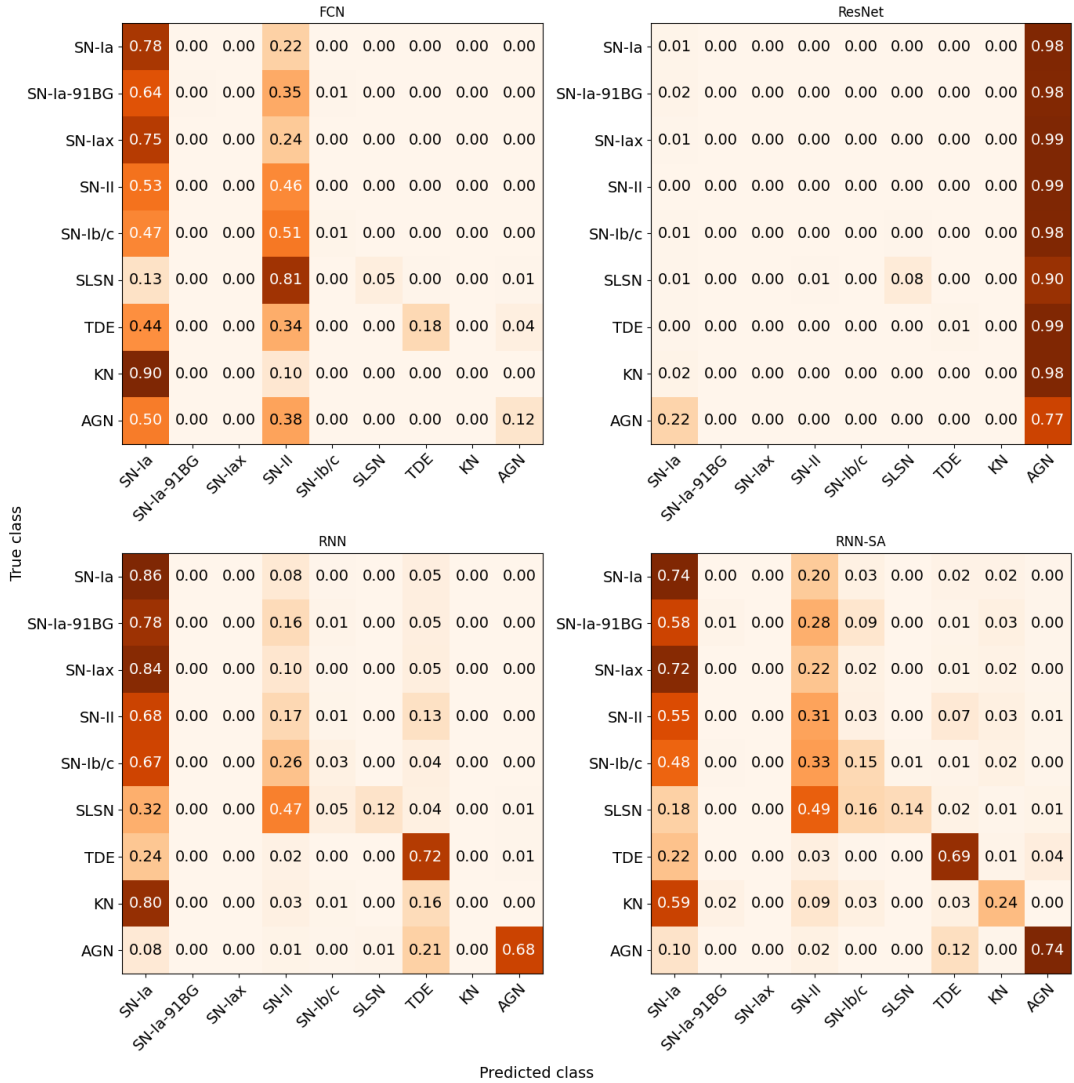 FCN
SN-Ia 0.78 0.00 0.00 0.22 0.00 0.00 0.00 0.00 0.00
SN-Ia-91BG 0.64 0.00 0.00 0.35 0.01 0.00 0.00 0.00 0.00
SN-Iax 0.75 0.00 0.00 0.24 0.00 0.00 0.00 0.00 0.00
SN-II 0.53 0.00 0.00 0.46 0.00 0.00 0.00 0.00 0.00
SN-Ib/c 0.47 0.00 0.00 0.51 0.01 0.00 0.00 0.00 0.00
SLSN 0.13 0.00 0.00 0.81 0.00 0.05 0.00 0.00 0.01
TDE 0.44 0.00 0.00 0.34 0.00 0.00 0.18 0.00 0.04
KN 0.90 0.00 0.00 0.10 0.00 0.00 0.00 0.00 0.00
AGN 0.50 0.00 0.00 0.38 0.00 0.00 0.00 0.00 0.12
SN-Ia SN-Ia-91BG SN-Iax SN-II SN-Ib/c SLSN TDE KN AGN
ResNet
SN-Ia 0.01 0.00 0.00 0.00 0.00 0.00 0.00 0.00 0.98
SN-Ia-91BG 0.02 0.00 0.00 0.00 0.00 0.00 0.00 0.00 0.98
SN-Iax 0.01 0.00 0.00 0.00 0.00 0.00 0.00 0.00 0.99
SN-II 0.00 0.00 0.00 0.00 0.00 0.00 0.00 0.00 0.99
SN-Ib/c 0.01 0.00 0.00 0.00 0.00 0.00 0.00 0.00 0.98
SLSN 0.01 0.00 0.00 0.01 0.00 0.08 0.00 0.00 0.90
TDE 0.00 0.00 0.00 0.00 0.00 0.00 0.01 0.00 0.99
KN 0.02 0.00 0.00 0.00 0.00 0.00 0.00 0.00 0.98
AGN 0.22 0.00 0.00 0.00 0.00 0.00 0.00 0.00 0.77
SN-Ia SN-Ia-91BG SN-Iax SN-II SN-Ib/c SLSN TDE KN AGN
True class
RNN
SN-Ia 0.86 0.00 0.00 0.08 0.00 0.00 0.05 0.00 0.00
SN-Ia-91BG 0.78 0.00 0.00 0.16 0.01 0.00 0.05 0.00 0.00
SN-Iax 0.84 0.00 0.00 0.10 0.00 0.00 0.05 0.00 0.00
SN-II 0.68 0.00 0.00 0.17 0.01 0.00 0.13 0.00 0.00
SN-Ib/c 0.67 0.00 0.00 0.26 0.03 0.00 0.04 0.00 0.00
SLSN 0.32 0.00 0.00 0.47 0.05 0.12 0.04 0.00 0.01
TDE 0.24 0.00 0.00 0.02 0.00 0.00 0.72 0.00 0.01
KN 0.80 0.00 0.00 0.03 0.01 0.00 0.16 0.00 0.00
AGN 0.08 0.00 0.00 0.01 0.00 0.01 0.21 0.00 0.68
SN-Ia SN-Ia-91BG SN-Iax SN-II SN-Ib/c SLSN TDE KN AGN
RNN-SA
SN-Ia 0.74 0.00 0.00 0.20 0.03 0.00 0.02 0.02 0.00
SN-Ia-91BG 0.58 0.01 0.00 0.28 0.09 0.00 0.01 0.03 0.00
SN-Iax 0.72 0.00 0.00 0.22 0.02 0.00 0.01 0.02 0.00
SN-II 0.55 0.00 0.00 0.31 0.03 0.00 0.07 0.03 0.01
SN-Ib/c 0.48 0.00 0.00 0.33 0.15 0.01 0.01 0.02 0.00
SLSN 0.18 0.00 0.00 0.49 0.16 0.14 0.02 0.01 0.01
TDE 0.22 0.00 0.00 0.03 0.00 0.00 0.69 0.01 0.04
KN 0.59 0.02 0.00 0.09 0.03 0.00 0.03 0.24 0.00
AGN 0.10 0.00 0.00 0.02 0.00 0.00 0.12 0.00 0.74
SN-Ia SN-Ia-91BG SN-Iax SN-II SN-Ib/c SLSN TDE KN AGN
Predicted class